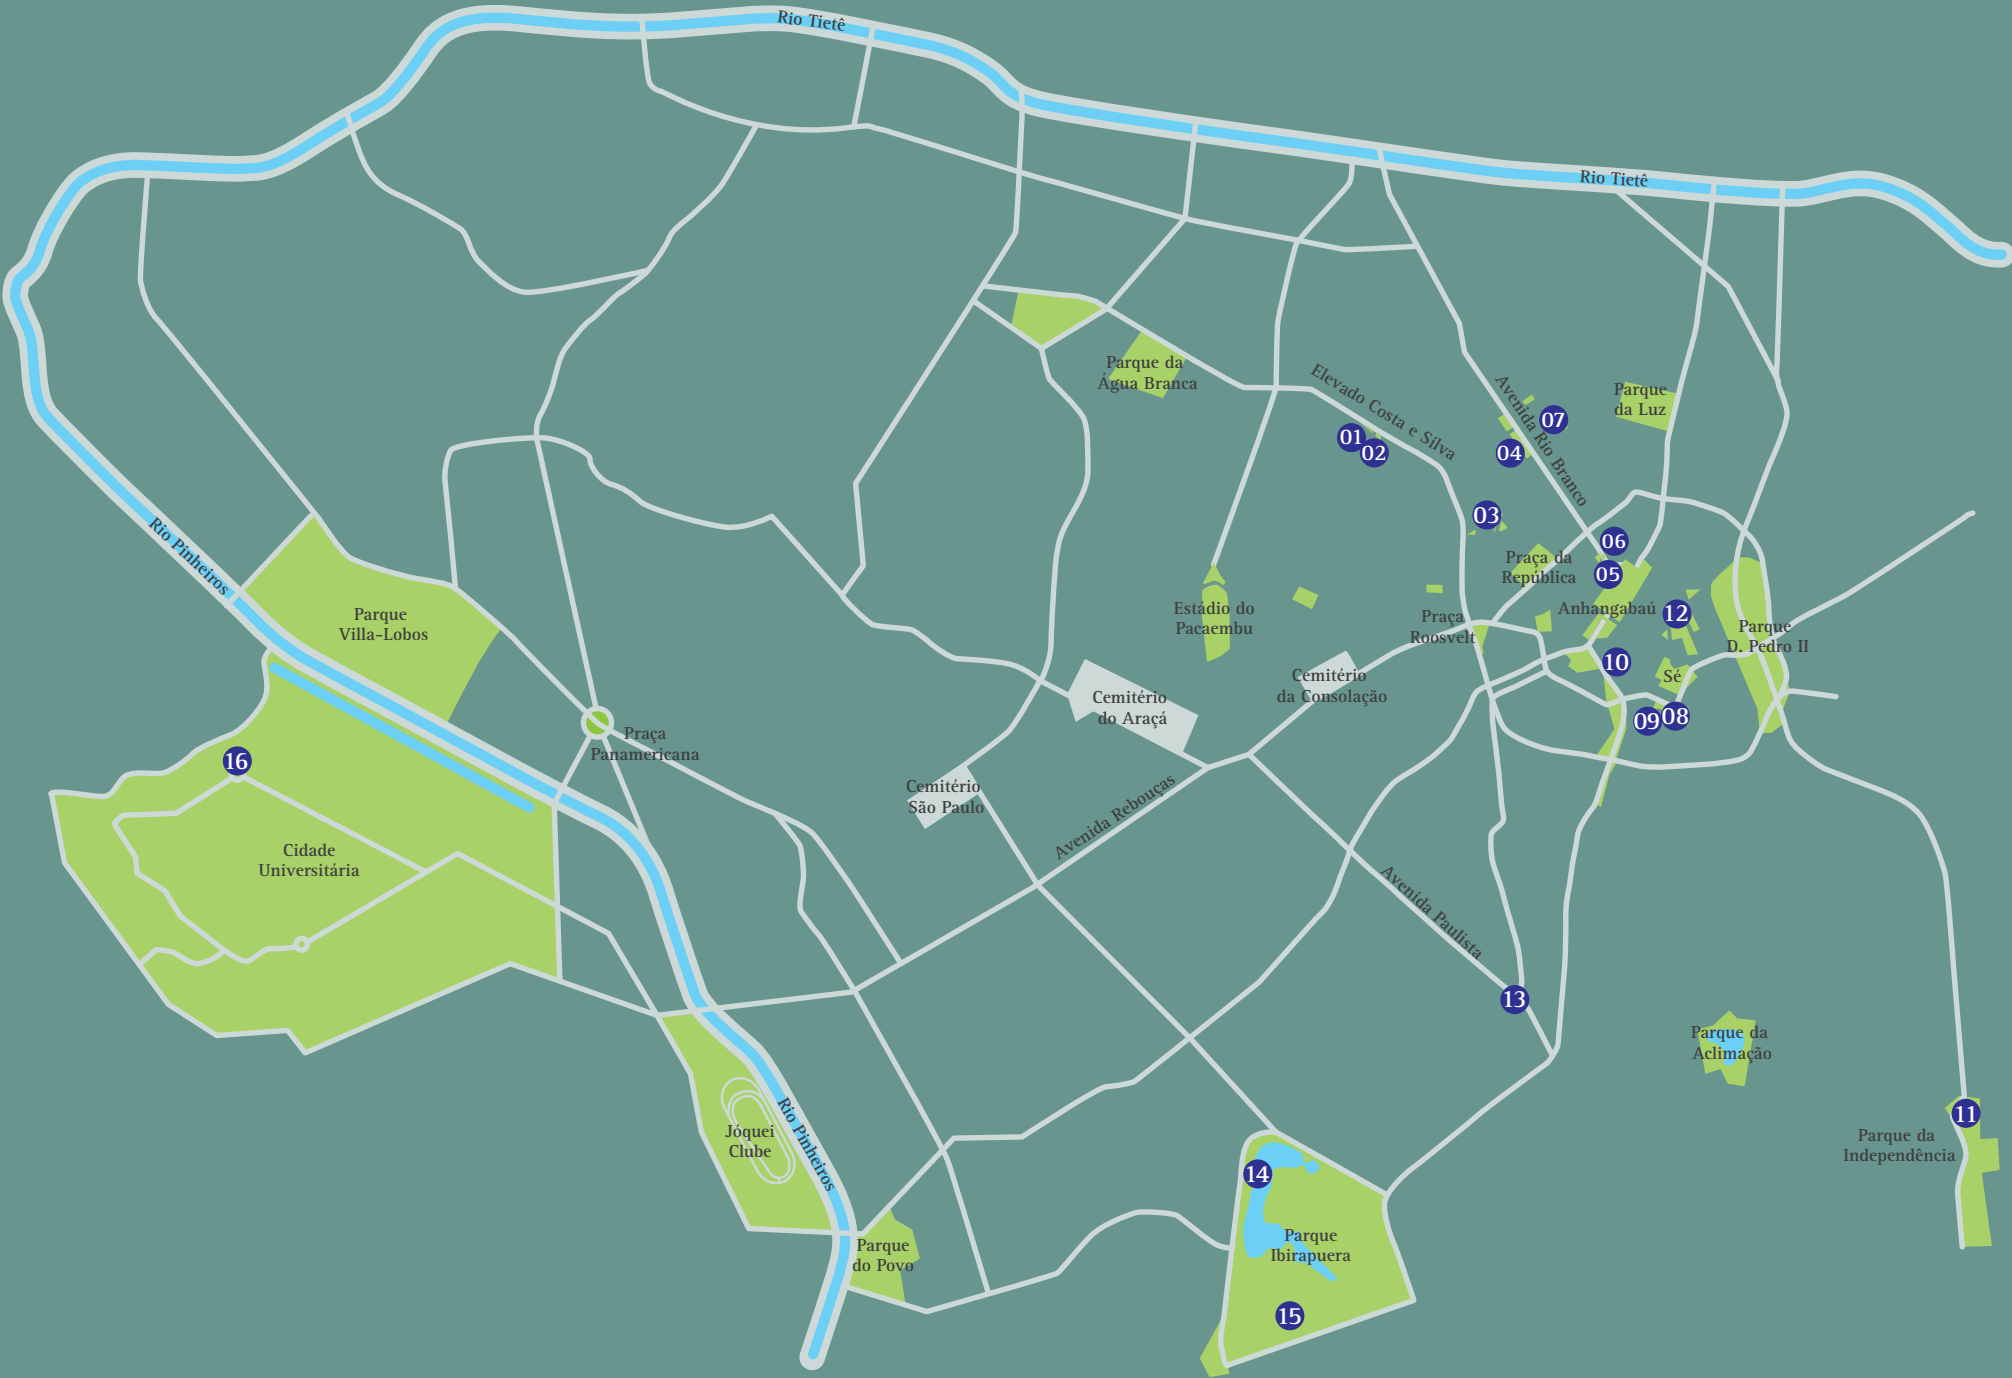 Rio Tietê
Rio Tietê
Parque da
Água Branca
Elevado Costa e Silva
Avenida Rio Branco
Parque
da Luz
01
02
07
04
03
06
05
Praça da
República
Rio Pinheiros
Parque
Villa-Lobos
Estádio do
Pacaembu
Praça
Roosvelt
Anhangabaú
12
Parque
D. Pedro II
10
Sé
09
08
Cemitério
da Consolação
Cemitério
do Araçá
Praça
Panamericana
16
Cemitério
São Paulo
Avenida Rebouças
Cidade
Universitária
Avenida Paulista
13
Parque da
Aclimação
Jóquei
Clube
Rio Pinheiros
11
Parque da
Independência
14
Parque
Ibirapuera
Parque
do Povo
15